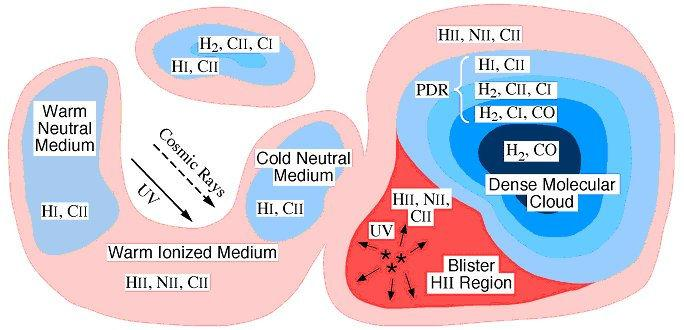 H2, CII, CI
HI, CII
Warm
Neutral
Medium
HI, CII
Cosmic Rays
UV
Cold Neutral
Medium
HI, CII
Warm Ionized Medium
HII, NII, CII
HII, NII, CII
PDR
HI, CII
H2, CII, CI
H2, CI, CO
H2, CO
Dense Molecular
Cloud
HII, NII,
CII
UV
Blister
HII Region